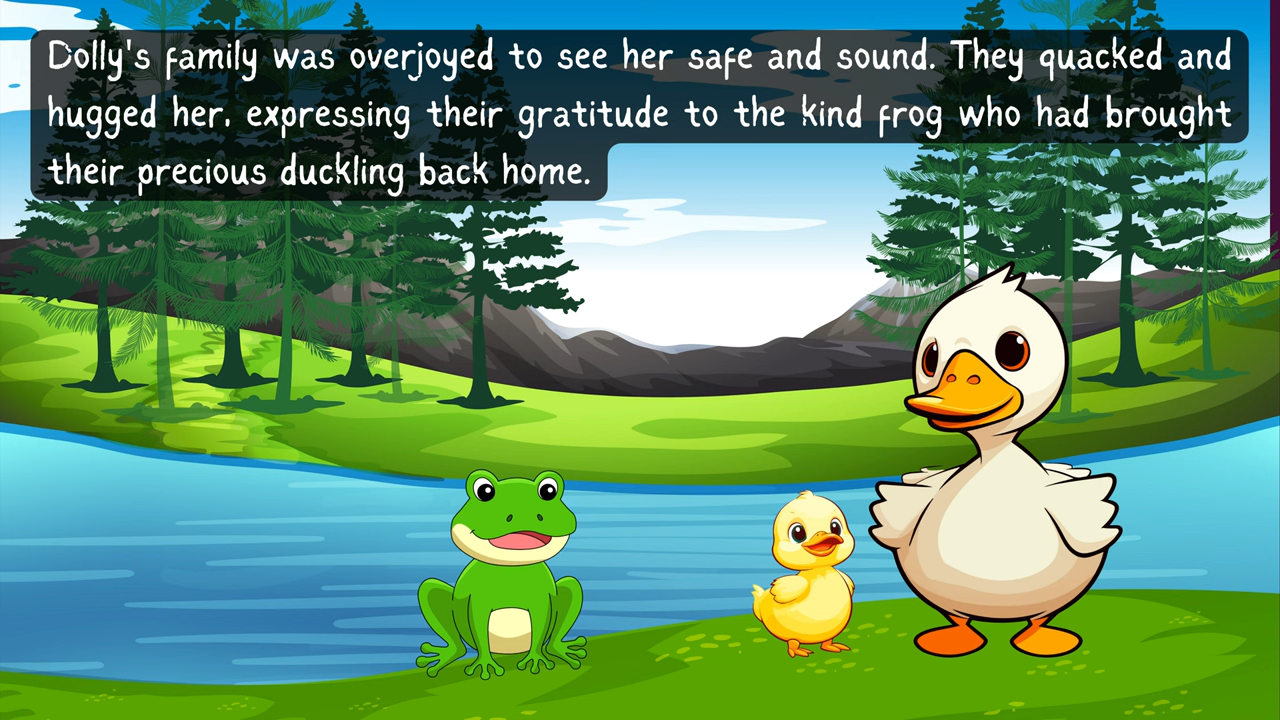 Dolly's family was overjoyed to see her safe and sound. They quacked and
hugged her, expressing their gratitude to the kind frog who had brought
their precious duckling back home.